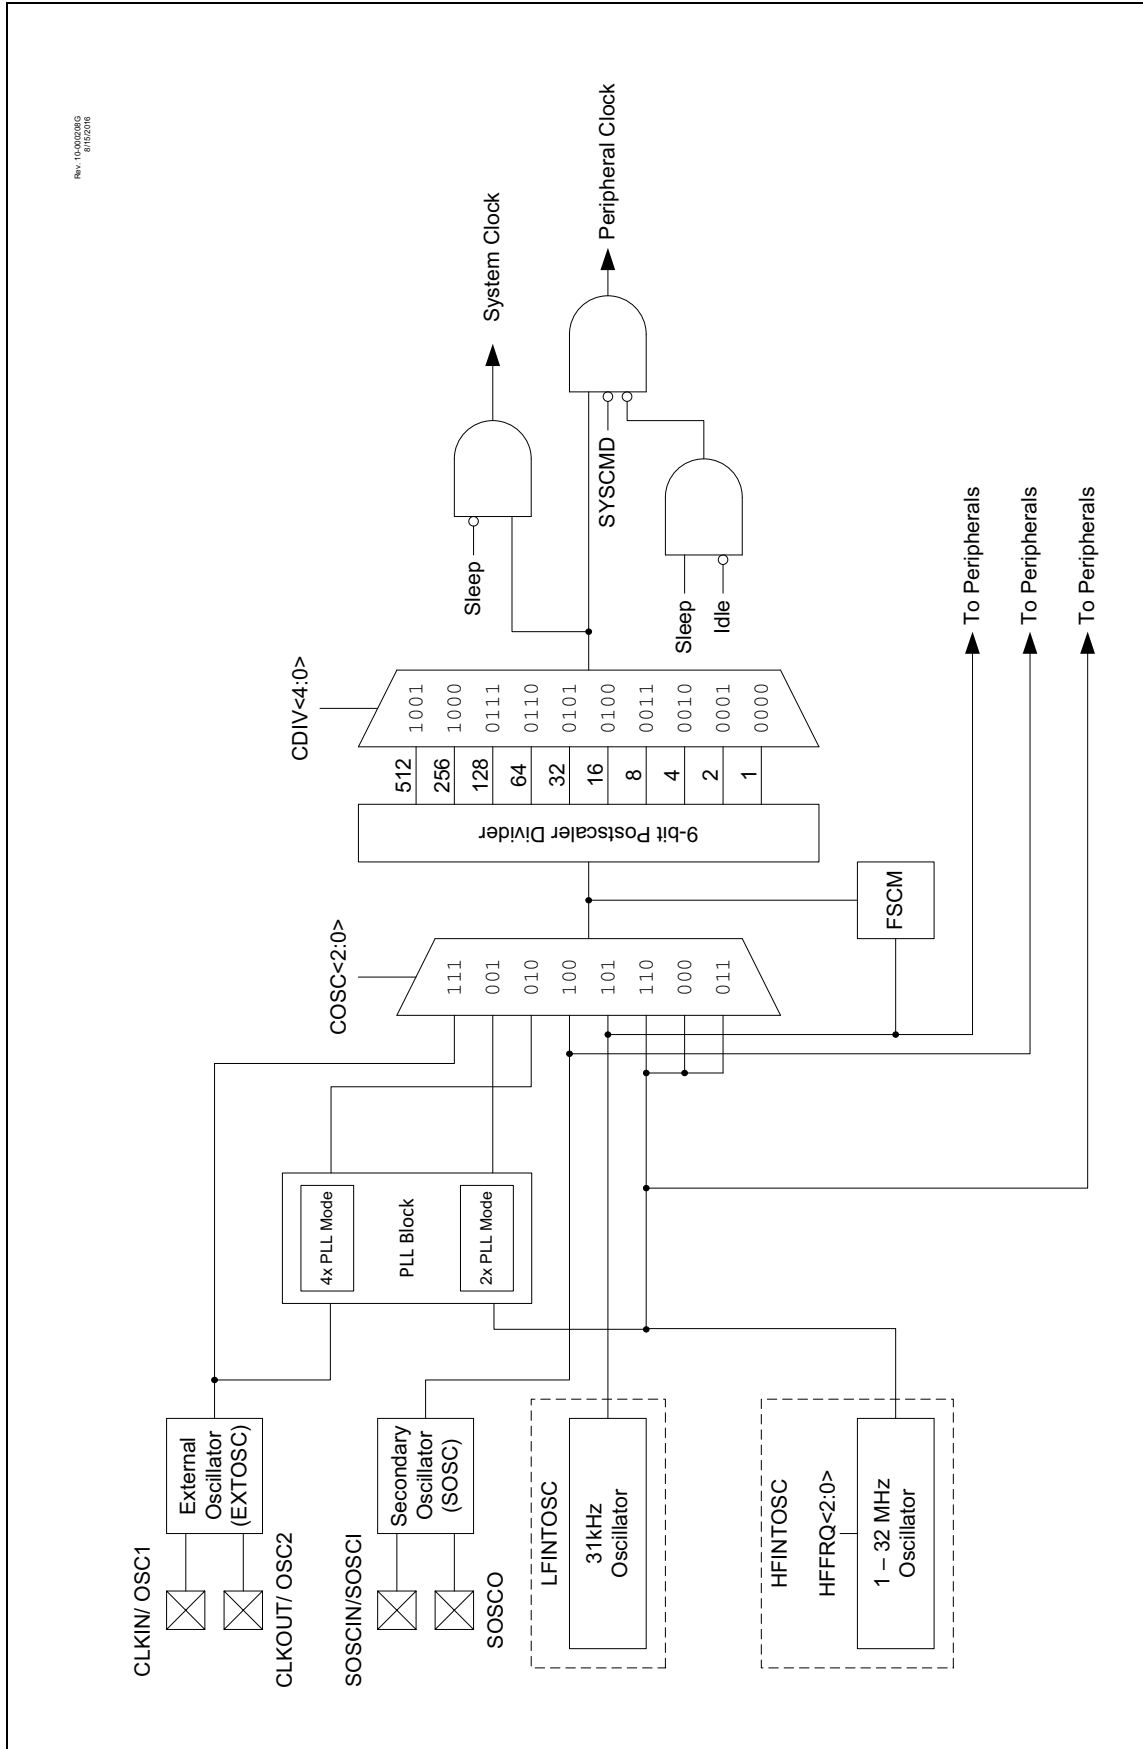 Rev. 10-000208G
8/15/2016
CLKIN/ OSC1
CLKOUT/ OSC2
External
Oscillator
(EXTOSC)
SOSCIN/SOSCI
SOSCO
Secondary
Oscillator
(SOSC)
LFINTOSC
31kHz
Oscillator
HFINTOSC
HFFRQ<2:0>
1 – 32 MHz
Oscillator
4x PLL Mode
PLL Block
2x PLL Mode
COSC<2:0>
111
001
010
100
101
110
000
011
FSCM
9-bit Postscaler Divider
CDIV<4:0>
512
1001
256
1000
128
0111
64
0110
32
0101
16
0100
8
0011
4
0010
2
0001
1
0000
Sleep
System Clock
SYSCMD
Peripheral Clock
Sleep
Idle
To Peripherals
To Peripherals
To Peripherals